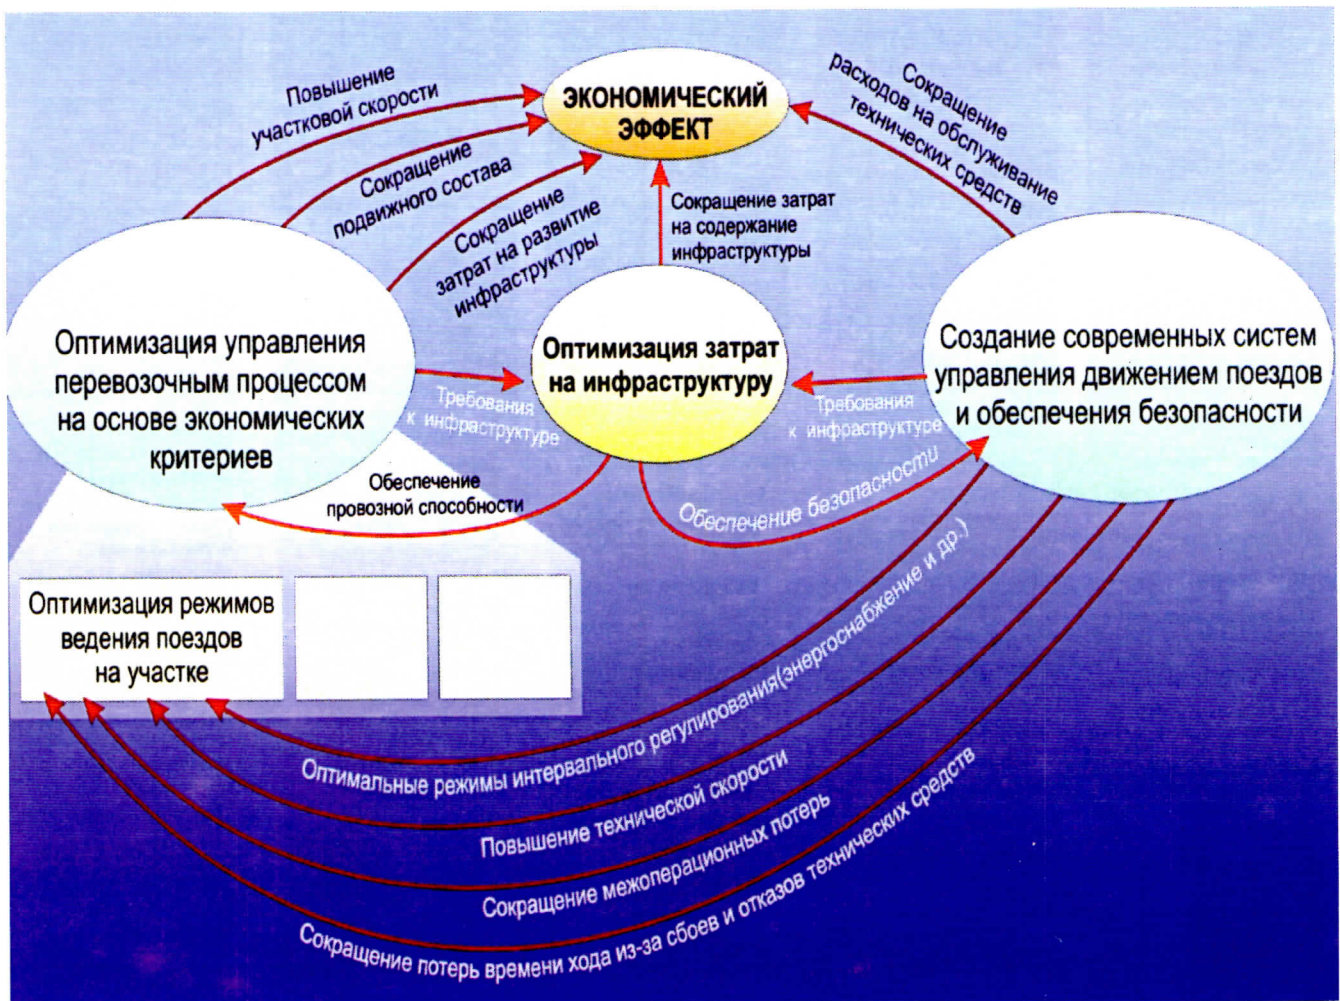 Повышение
участковой скорости
ЭКОНОМИЧЕСКИЙ
ЭФФЕКТ
Сокращение
расходов на обслуживание
технических средств
Сокращение
подвижного состава
Сокращение
затрат на развитие
инфраструктуры
Сокращение затрат
на содержание
инфраструктуры
Оптимизация управления
перевозочным процессом
на основе экономических
критериев
Оптимизация затрат
на инфраструктуру
Создание современных систем
управления движением поездов
и обеспечения безопасности
Требования
к инфраструктуре
Требования
к инфраструктуре
Обеспечение
провозной способности
Обеспечение безопасности
Оптимизация режимов
ведения поездов
на участке
Оптимальные режимы интервального регулирования(энергоснабжение и др.)
Повышение технической скорости
Сокращение межоперационных потерь
Сокращение потерь времени хода из-за сбоев и отказов технических средств